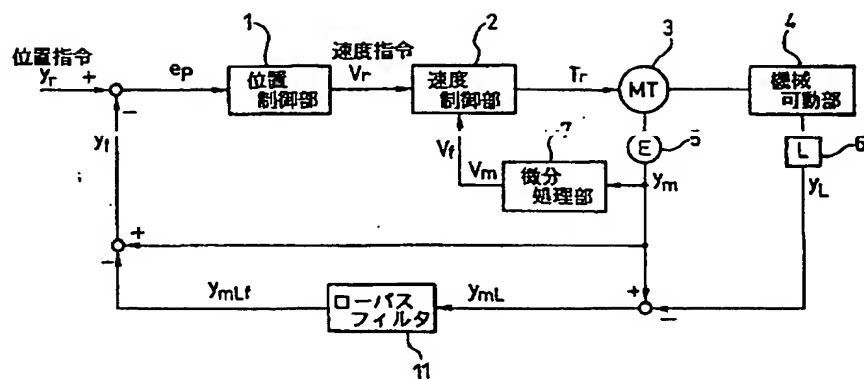 1
2
3
4
位置指令
速度指令
yr
+
ep
位置
制御部
Vr
速度
制御部
Tr
MT
機械
可動部
−
yf
Vf
Vm
7
微分
処理部
E
5
ym
L
6
yL
+
−
ymLf
ローパス
フィルタ
ymL
+
−
11